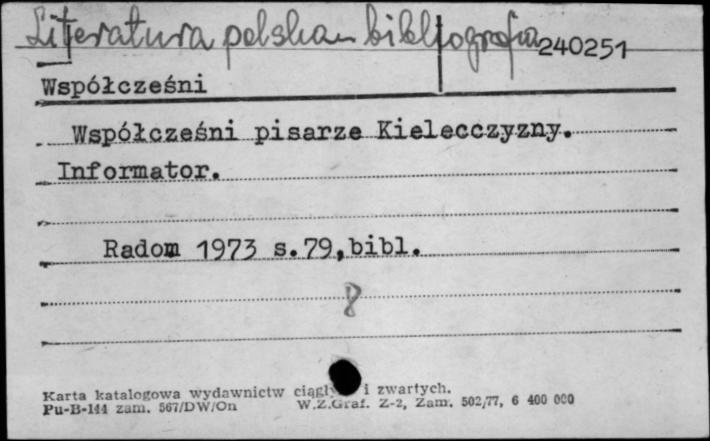 Literatura polska - bibliografia 240251
Współcześni
Współcześni pisarze Kielecczyzny.
Informator.
Radom 1973 s.79,bibl.
8
Karta katalogowa wydawnictw i zwartych.
Pu-B-144 zam. 567/DW/On W.Z.Graf. Z-2, Zam. 502/77, 6 400 000